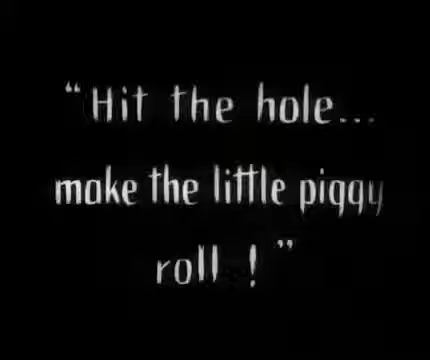 “Hit the hole...
make the little piggy
roll !”